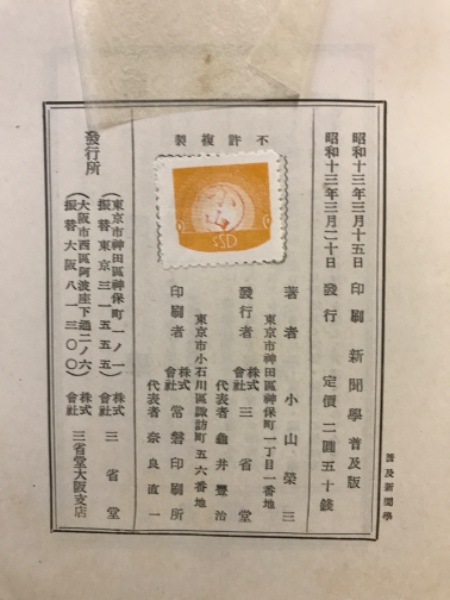 昭和十三年三月十五日 印刷
昭和十三年三月二十日 發行
新聞學 普及版
定價 二圓五十錢
不許複製
著者 小山榮三
東京市神田區神保町一丁目一番地
發行者 株式會社 三省堂
代表者 龜井豐治
東京市小石川區諏訪町五六番地
印刷者 株式會社 常磐印刷所
代表者 奈良直一
發行所
(東京市神田區神保町一ノ一
振替東京三一五五五)
株式會社 三省堂
(大阪市西區阿波座下通二ノ六
振替大阪八一三〇〇)
株式會社 三省堂大阪支店
普及新聞學
小山
SSD